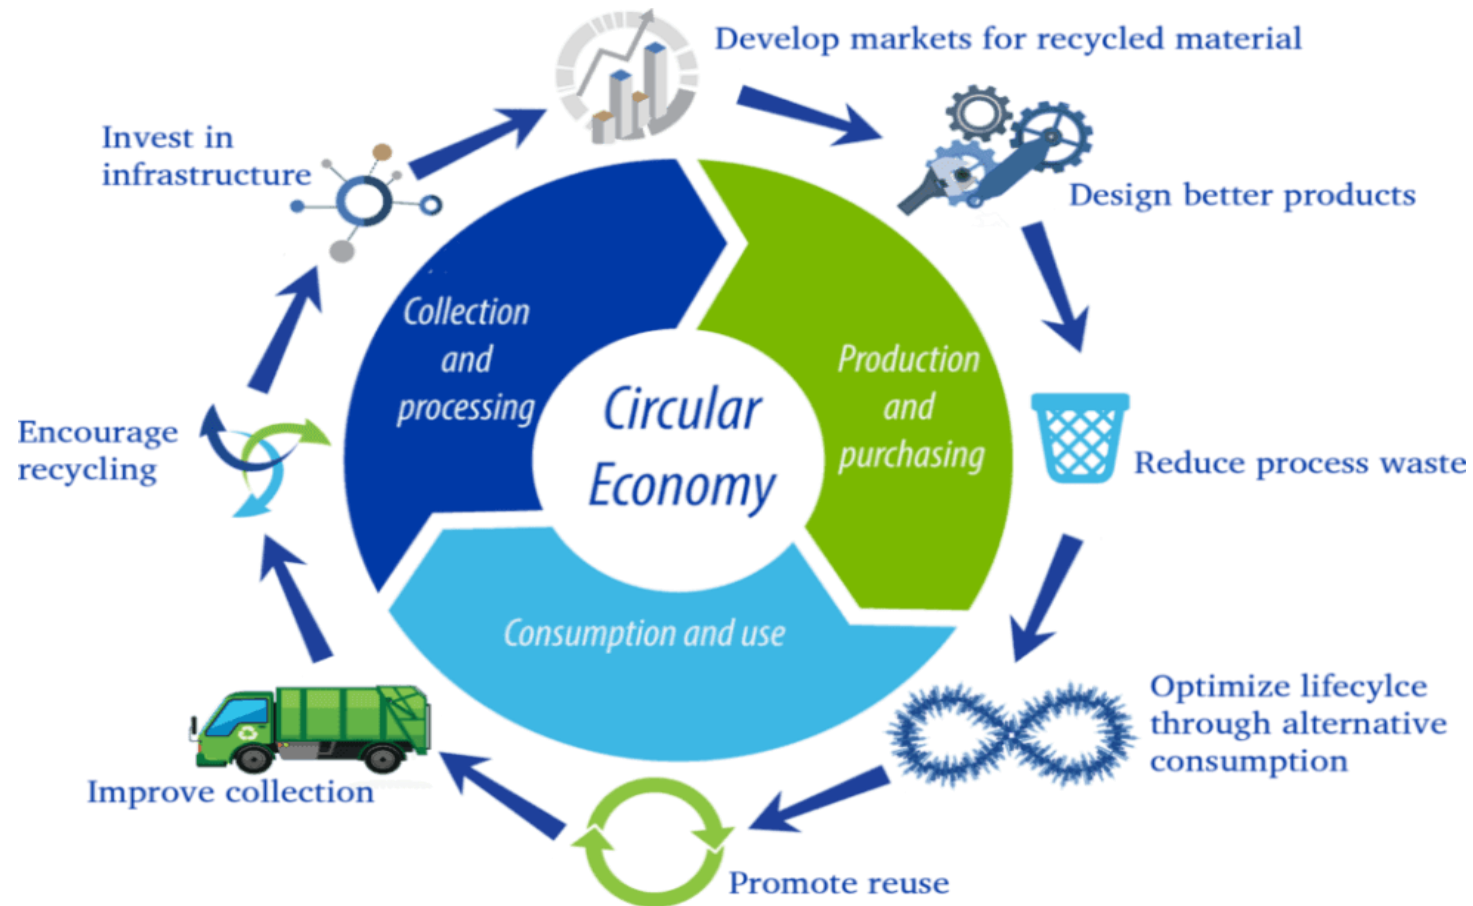 Develop markets for recycled material
Invest in
infrastructure
Design better products
Collection
and
processing
Production
and
purchasing
Circular
Economy
Encourage
recycling
Reduce process waste
Consumption and use
Optimize lifecylce
through alternative
consumption
Improve collection
Promote reuse